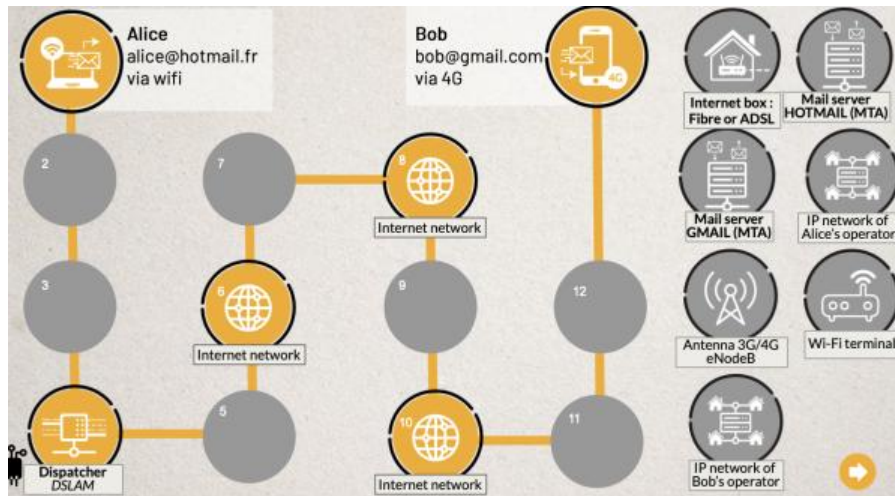 Alice
alice@hotmail.fr
via wifi
Bob
bob@gmail.com
via 4G
4G
Internet box :
Fibre or ADSL
Mail server
HOTMAIL (MTA)
2
7
8
Internet network
Mail server
GMAIL (MTA)
IP network of
Alice's operator
3
6
Internet network
9
12
Antenna 3G/4G
eNodeB
Wi-Fi terminal
Dispatcher
DSLAM
5
10
Internet network
11
IP network of
Bob's operator